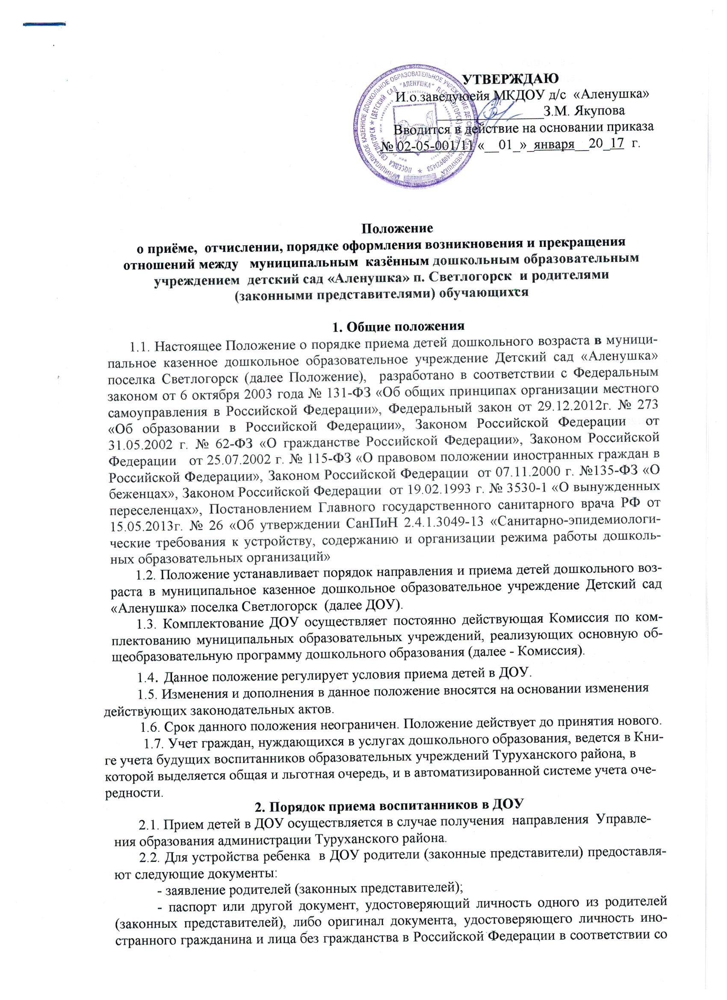 УТВЕРЖДАЮ
И.о.заведуюейя МКДОУ д/с «Аленушка»
_______________З.М. Якупова
Вводится в действие на основании приказа
№ 02-05-001/11 «__01_»_января__20_17 г.
МУНИЦИПАЛЬНОЕ КАЗЕННОЕ ДОШКОЛЬНОЕ ОБРАЗОВАТЕЛЬНОЕ УЧРЕЖДЕНИЕ ДЕТСКИЙ САД "АЛЕНУШКА"
ПОСЕЛКА СВЕТЛОГОРСК * (ДЕТСКИЙ САД "АЛЕНУШКА" П.СВЕТЛОГОРСК) *
Положение
о приёме, отчислении, порядке оформления возникновения и прекращения
отношений между муниципальным казённым дошкольным образовательным
учреждением детский сад «Аленушка» п. Светлогорск и родителями
(законными представителями) обучающихся
1. Общие положения
1.1. Настоящее Положение о порядке приема детей дошкольного возраста в муници-
пальное казенное дошкольное образовательное учреждение Детский сад «Аленушка»
поселка Светлогорск (далее Положение), разработано в соответствии с Федеральным
законом от 6 октября 2003 года № 131-ФЗ «Об общих принципах организации местного
самоуправления в Российской Федерации», Федеральный закон от 29.12.2012г. № 273
«Об образовании в Российской Федерации», Законом Российской Федерации от
31.05.2002 г. № 62-ФЗ «О гражданстве Российской Федерации», Законом Российской
Федерации от 25.07.2002 г. № 115-ФЗ «О правовом положении иностранных граждан в
Российской Федерации», Законом Российской Федерации от 07.11.2000 г. №135-ФЗ «О
беженцах», Законом Российской Федерации от 19.02.1993 г. № 3530-1 «О вынужденных
переселенцах», Постановлением Главного государственного санитарного врача РФ от
15.05.2013г. № 26 «Об утверждении СанПиН 2.4.1.3049-13 «Санитарно-эпидемиологи-
ческие требования к устройству, содержанию и организации режима работы дошколь-
ных образовательных организаций»
1.2. Положение устанавливает порядок направления и приема детей дошкольного воз-
раста в муниципальное казенное дошкольное образовательное учреждение Детский сад
«Аленушка» поселка Светлогорск (далее ДОУ).
1.3. Комплектование ДОУ осуществляет постоянно действующая Комиссия по ком-
плектованию муниципальных образовательных учреждений, реализующих основную об-
щеобразовательную программу дошкольного образования (далее - Комиссия).
1.4. Данное положение регулирует условия приема детей в ДОУ.
1.5. Изменения и дополнения в данное положение вносятся на основании изменения
действующих законодательных актов.
1.6. Срок данного положения неограничен. Положение действует до принятия нового.
1.7. Учет граждан, нуждающихся в услугах дошкольного образования, ведется в Кни-
ге учета будущих воспитанников образовательных учреждений Туруханского района, в
которой выделяется общая и льготная очередь, и в автоматизированной системе учета оче-
редности.
2. Порядок приема воспитанников в ДОУ
2.1. Прием детей в ДОУ осуществляется в случае получения направления Управле-
ния образования администрации Туруханского района.
2.2. Для устройства ребенка в ДОУ родители (законные представители) предоставля-
ют следующие документы:
- заявление родителей (законных представителей);
- паспорт или другой документ, удостоверяющий личность одного из родителей
(законных представителей), либо оригинал документа, удостоверяющего личность ино-
странного гражданина и лица без гражданства в Российской Федерации в соответствии со